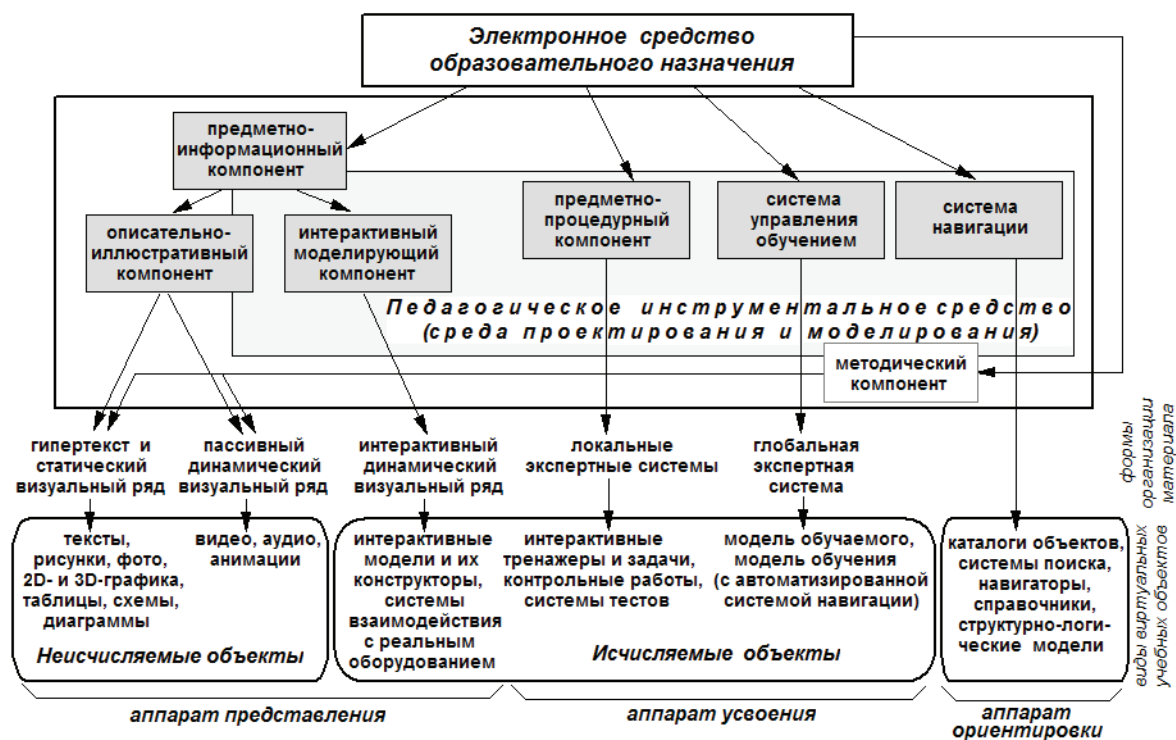 Электронное средство
образовательного назначения
предметно-
информационный
компонент
предметно-
процедурный
компонент
система
управления
обучением
система
навигации
описательно-
иллюстративный
компонент
интерактивный
моделирующий
компонент
Педагогическое инструментальное средство
(среда проектирования и моделирования)
методический
компонент
гипертекст и
статический
визуальный ряд
пассивный
динамический
визуальный ряд
интерактивный
динамический
визуальный ряд
локальные
экспертные системы
глобальная
экспертная
система
формы
организации
материала
тексты,
рисунки, фото,
2D- и 3D-графика,
таблицы, схемы,
диаграммы
видео, аудио,
анимации
Неисчисляемые объекты
интерактивные
модели и их
конструкторы,
системы
взаимодействия
с реальным
оборудованием
интерактивные
тренажеры и задачи,
контрольные работы,
системы тестов
модель обучаемого,
модель обучения
(с автоматизированной
системой навигации)
Исчисляемые объекты
каталоги объектов,
системы поиска,
навигаторы,
справочники,
структурно-логи-
ческие модели
виды виртуальных
учебных объектов
аппарат представления
аппарат усвоения
аппарат
ориентировки